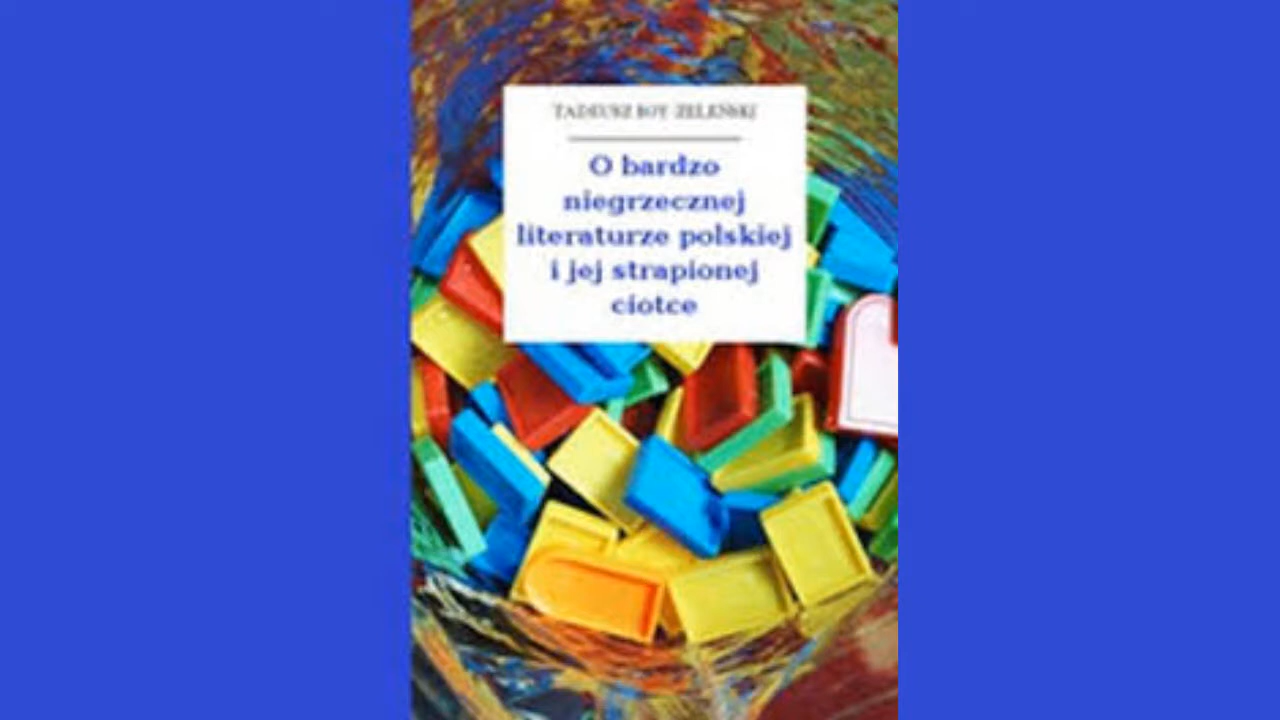 TADEUSZ BOY-ŻELEŃSKI
O bardzo
niegrzecznej
literaturze polskiej
i jej strapionej
ciotce